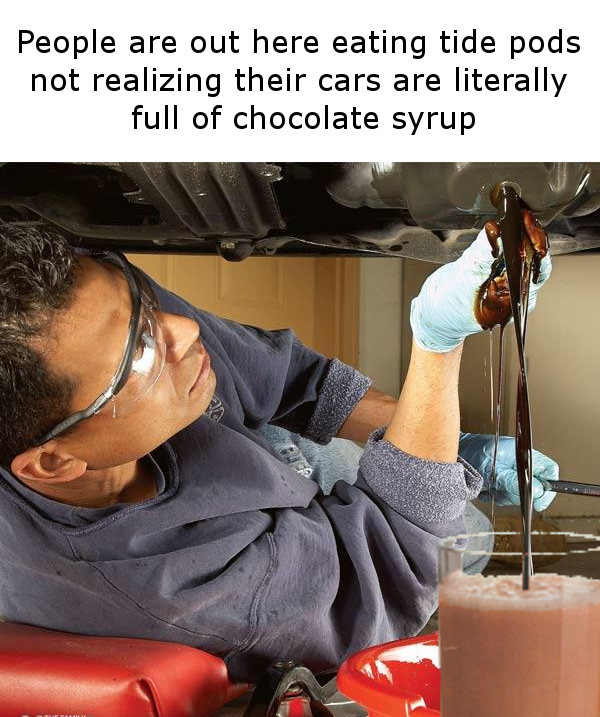 People are out here eating tide pods
not realizing their cars are literally
full of chocolate syrup